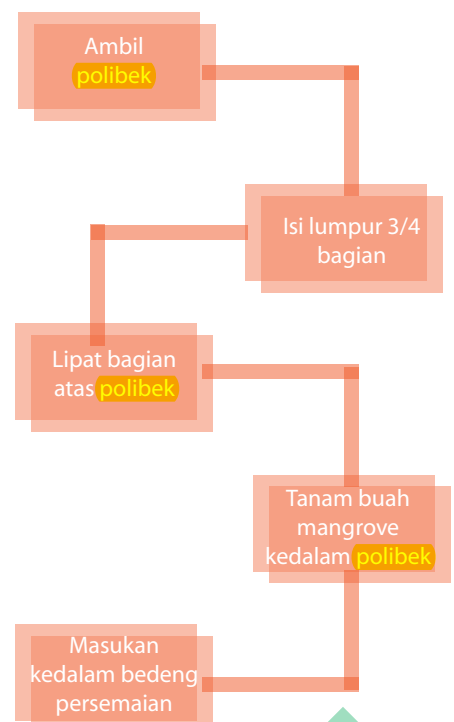 Ambil
polibek
Isi lumpur 3/4
bagian
Lipat bagian
atas polibek
Tanam buah
mangrove
kedalam polibek
Masukan
kedalam bedeng
persemaian